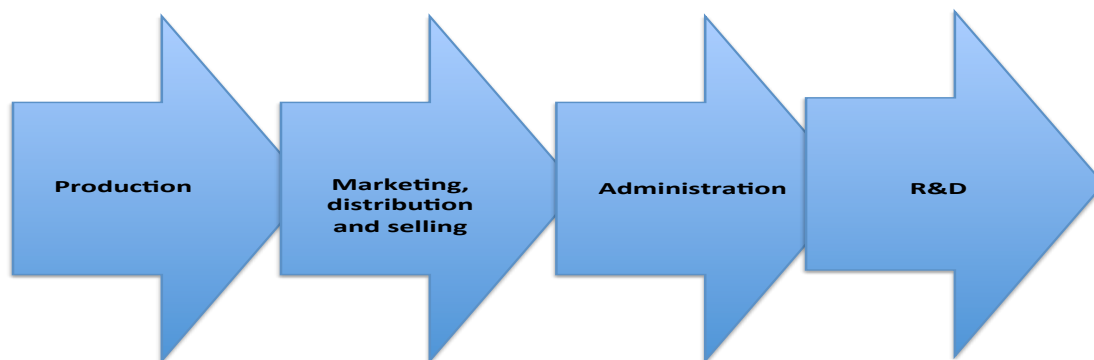 Production
Marketing,
distribution
and selling
Administration
R&D